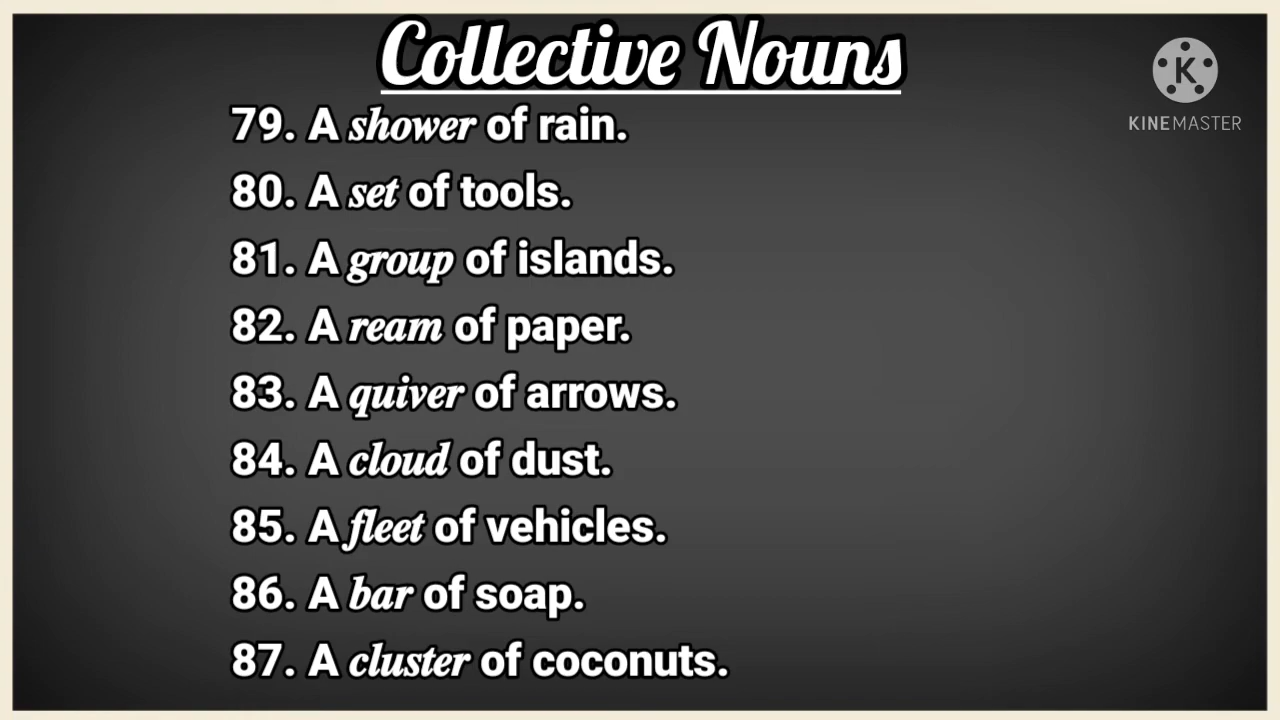 Collective Nouns
79. A shower of rain.
80. A set of tools.
81. A group of islands.
82. A ream of paper.
83. A quiver of arrows.
84. A cloud of dust.
85. A fleet of vehicles.
86. A bar of soap.
87. A cluster of coconuts.
K
KINEMASTER